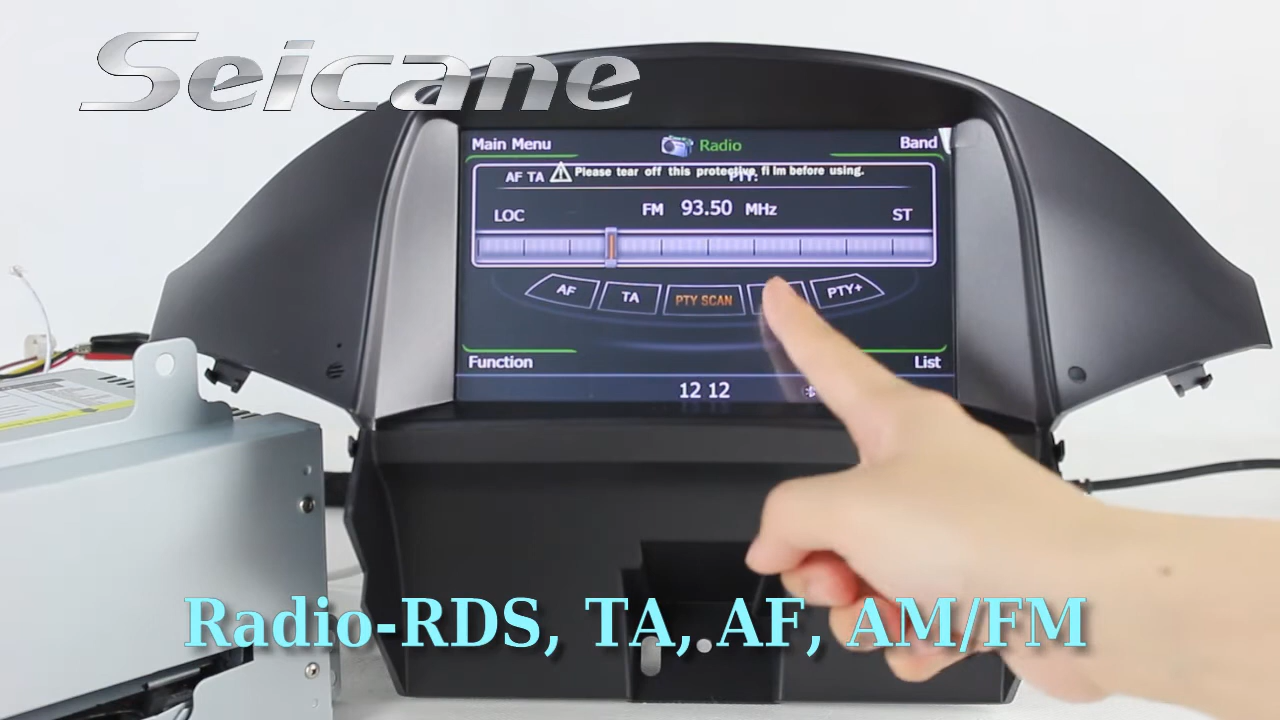 Seicane
Main Menu
Radio
Band
AF TA
PTY:
Please tear off this protective film before using.
LOC
FM 93.50 MHz
ST
AF
TA
PTY SCAN
PTY+
Function
List
12 12
Radio-RDS, TA, AF, AM/FM